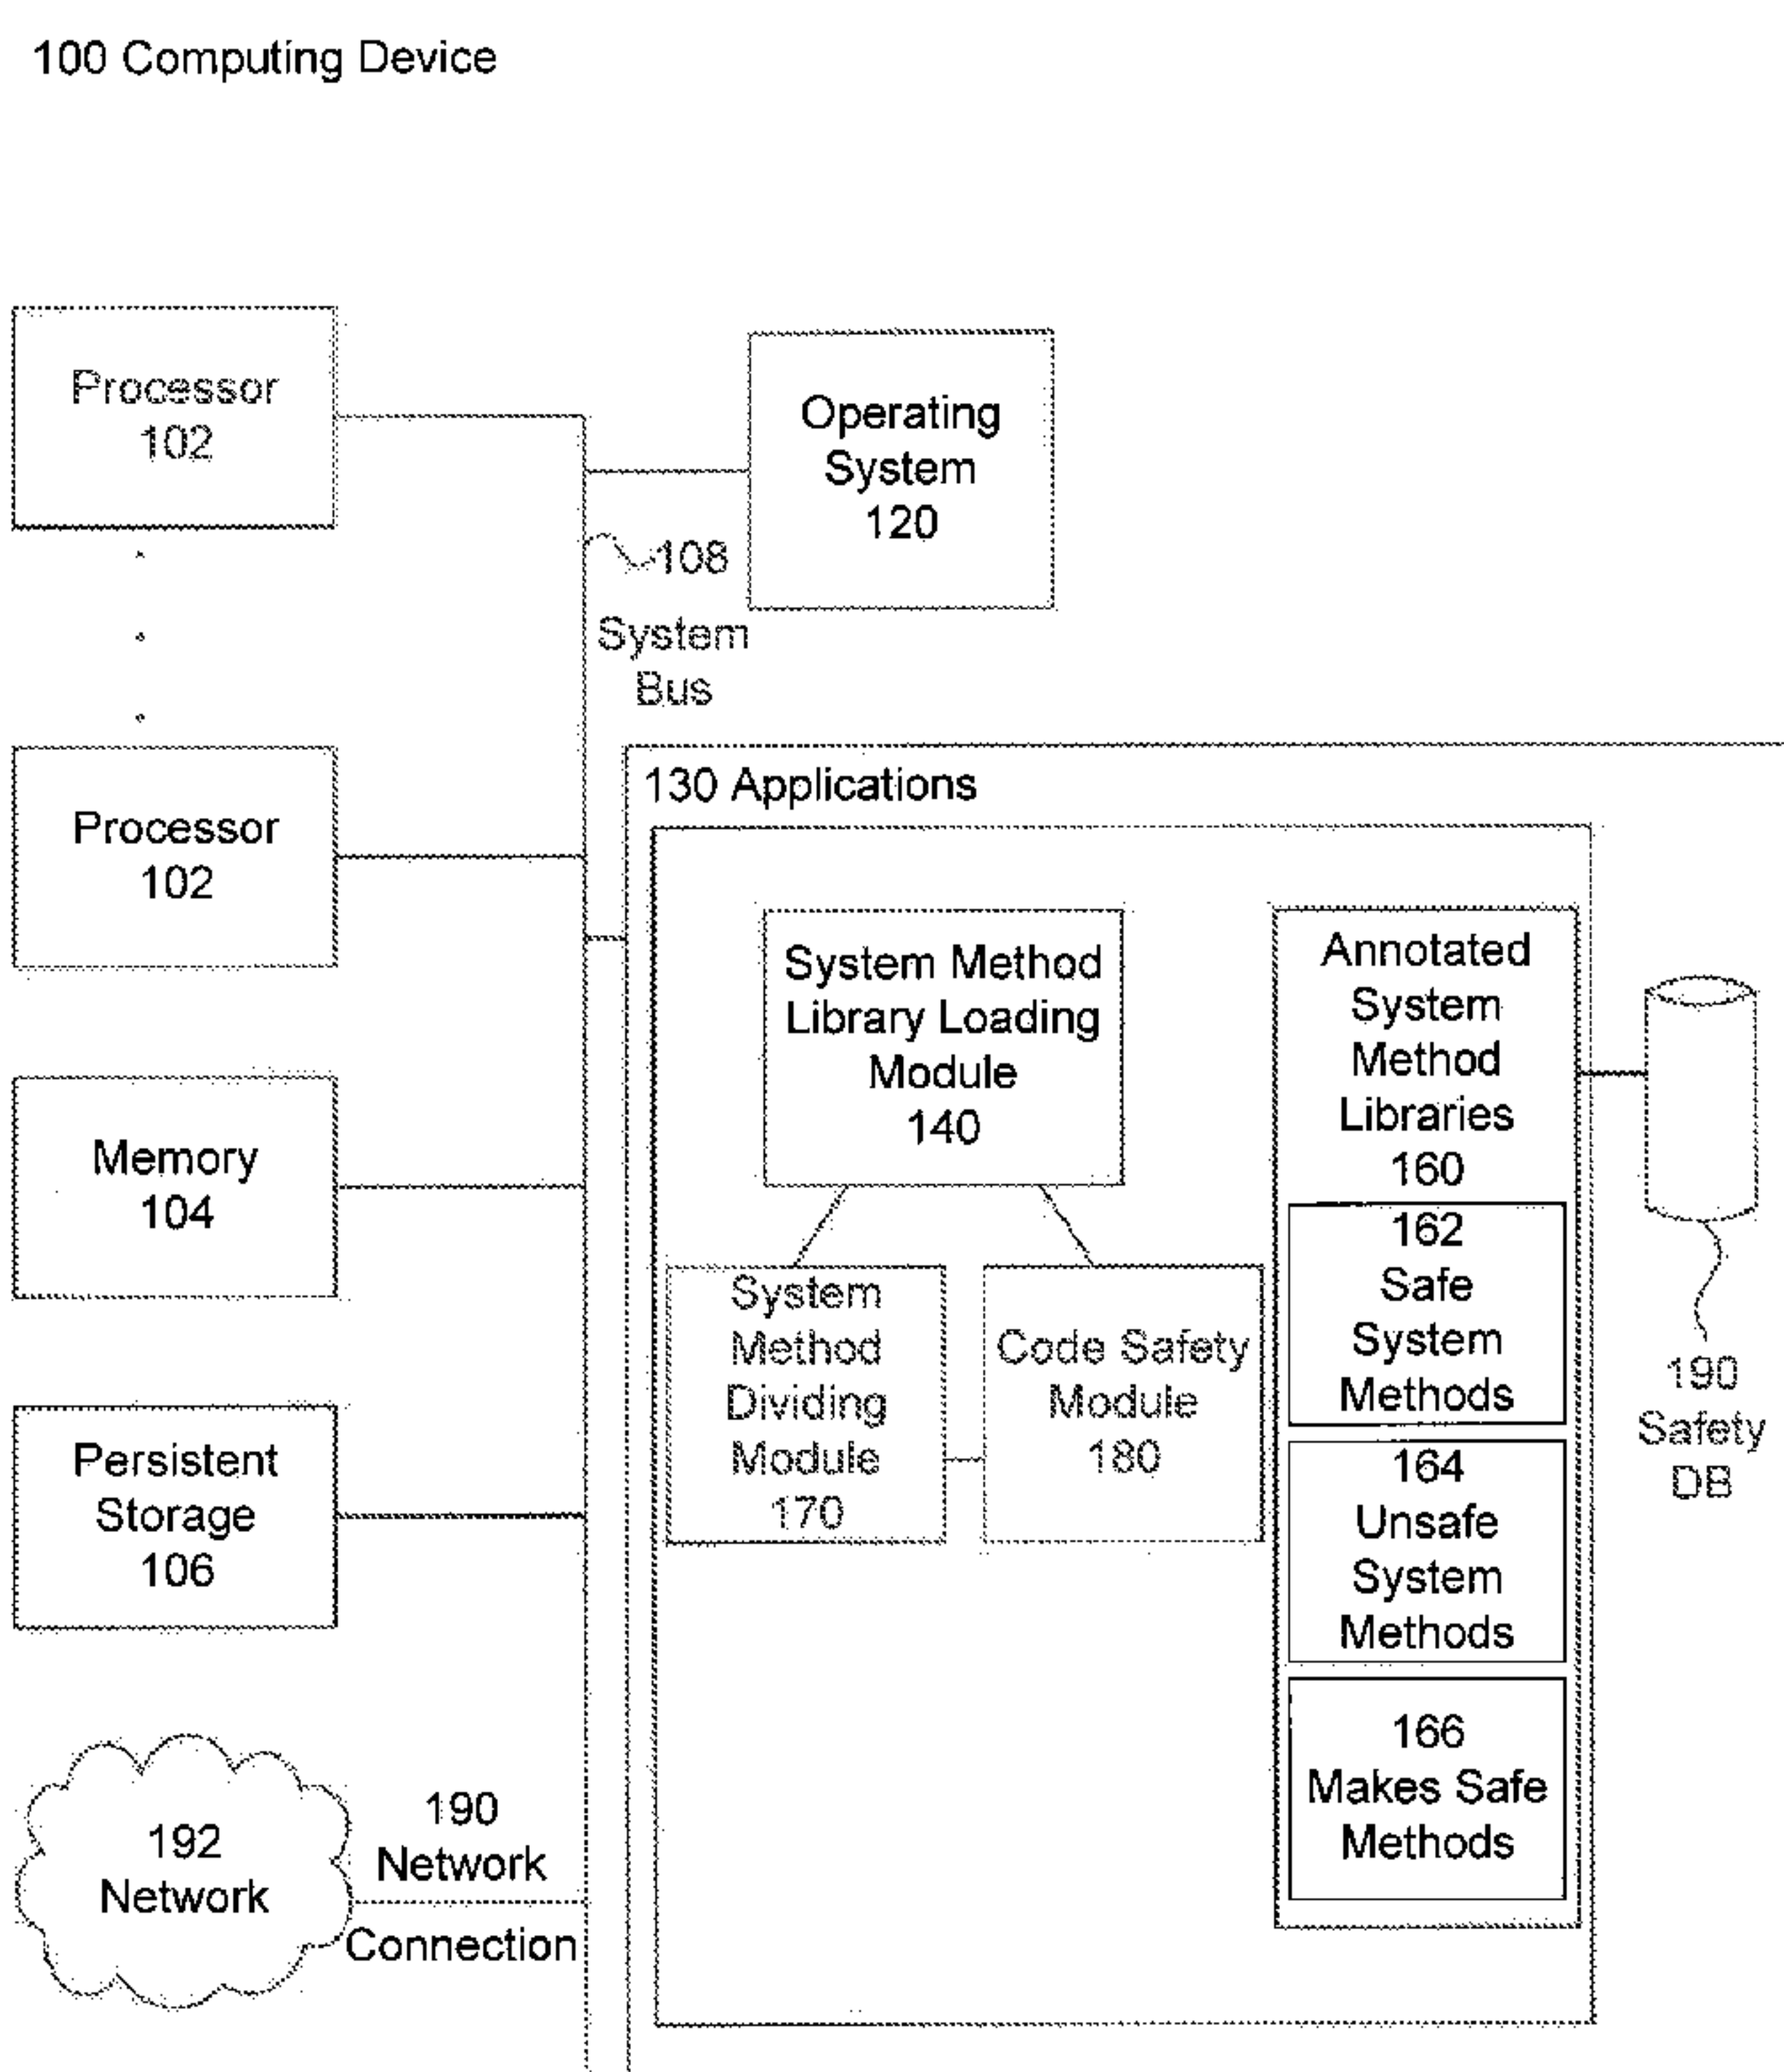 100 Computing Device
Processor
102
Operating
System
120
108
System
Bus
Processor
102
130 Applications
System Method
Library Loading
Module
140
Annotated
System
Method
Libraries
160
Memory
104
162
Safe
System
Methods
System
Method
Dividing
Module
170
Code Safety
Module
180
190
Safety
DB
Persistent
Storage
106
164
Unsafe
System
Methods
166
Makes Safe
Methods
192
Network
190
Network
Connection